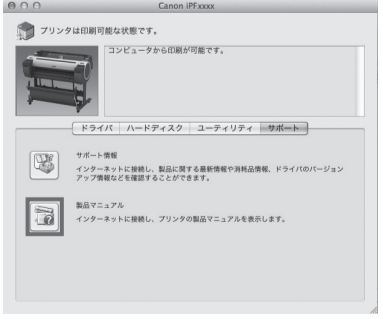 Canon iPFxxxx
プリンタは印刷可能な状態です。
コンピュータから印刷が可能です。
ドライバ ハードディスク ユーティリティ サポート
サポート情報
インターネットに接続し、製品に関する最新情報や消耗品情報、ドライバのバージョン
アップ情報などを確認することができます。
製品マニュアル
インターネットに接続し、プリンタの製品マニュアルを表示します。